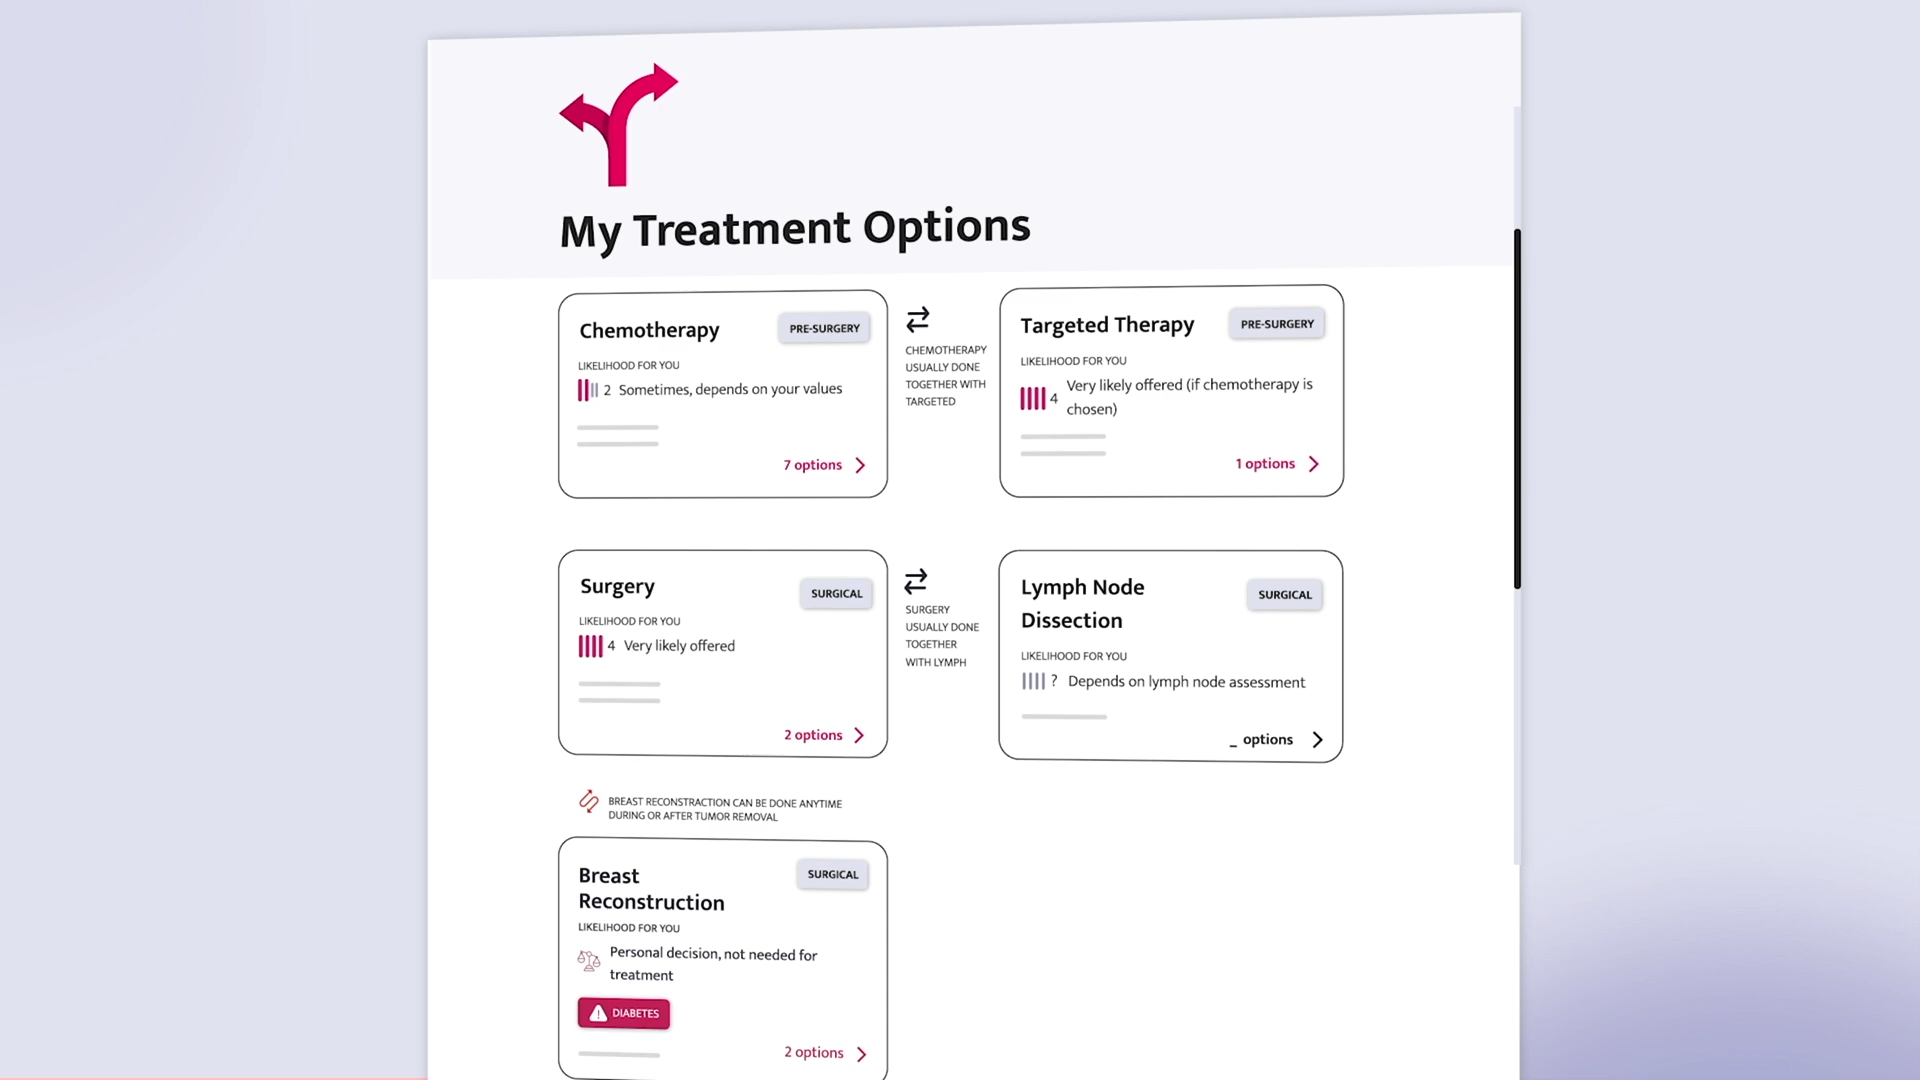 My Treatment Options
Chemotherapy
PRE-SURGERY
LIKELIHOOD FOR YOU
2 Sometimes, depends on your values
7 options
CHEMOTHERAPY
USUALLY DONE
TOGETHER WITH
TARGETED
Targeted Therapy
PRE-SURGERY
LIKELIHOOD FOR YOU
4 Very likely offered (if chemotherapy is
chosen)
1 options
Surgery
SURGICAL
LIKELIHOOD FOR YOU
4 Very likely offered
2 options
SURGERY
USUALLY DONE
TOGETHER
WITH LYMPH
Lymph Node
Dissection
SURGICAL
LIKELIHOOD FOR YOU
? Depends on lymph node assessment
_ options
BREAST RECONSTRACTION CAN BE DONE ANYTIME
DURING OR AFTER TUMOR REMOVAL
Breast
Reconstruction
SURGICAL
LIKELIHOOD FOR YOU
Personal decision, not needed for
treatment
DIABETES
2 options